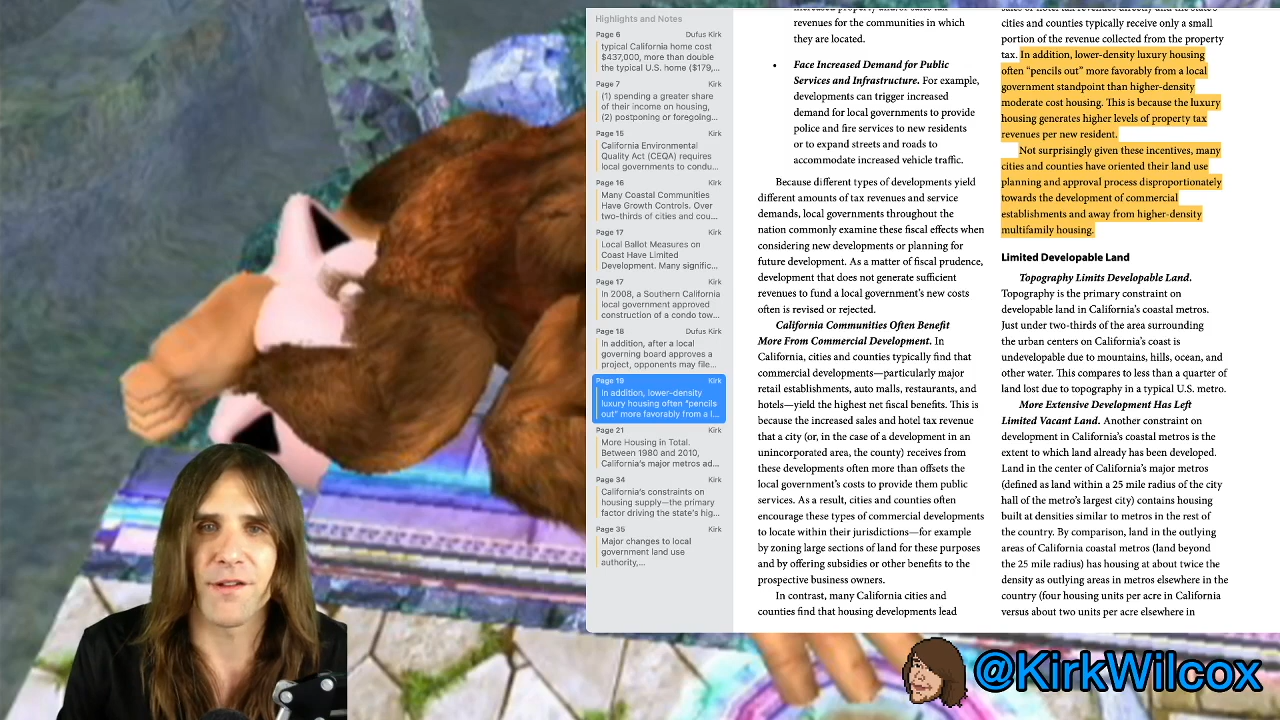 Highlights and Notes
Page 6 Dufus Kirk
typical California home cost
$437,000, more than double
the typical U.S. home ($179,...
Page 7 Kirk
(1) spending a greater share
of their income on housing,
(2) postponing or foregoing...
Page 15 Kirk
California Environmental
Quality Act (CEQA) requires
local governments to condu...
Page 16 Kirk
Many Coastal Communities
Have Growth Controls. Over
two-thirds of cities and cou...
Page 17 Kirk
Local Ballot Measures on
Coast Have Limited
Development. Many signific...
Page 17 Kirk
In 2008, a Southern California
local government approved
construction of a condo tow...
Page 18 Dufus Kirk
In addition, after a local
governing board approves a
project, opponents may file...
Page 19 Kirk
In addition, lower-density
luxury housing often “pencils
out” more favorably from a l...
Page 21 Kirk
More Housing in Total.
Between 1980 and 2010,
California’s major metros ad...
Page 34 Kirk
California’s constraints on
housing supply—the primary
factor driving the state’s hig...
Page 35 Kirk
Major changes to local
government land use
authority,...
revenues for the communities in which
they are located.
• Face Increased Demand for Public
Services and Infrastructure. For example,
developments can trigger increased
demand for local governments to provide
police and fire services to new residents
or to expand streets and roads to
accommodate increased vehicle traffic.
Because different types of developments yield
different amounts of tax revenues and service
demands, local governments throughout the
nation commonly examine these fiscal effects when
considering new developments or planning for
future development. As a matter of fiscal prudence,
development that does not generate sufficient
revenues to fund a local government’s new costs
often is revised or rejected.
California Communities Often Benefit
More From Commercial Development. In
California, cities and counties typically find that
commercial developments—particularly major
retail establishments, auto malls, restaurants, and
hotels—yield the highest net fiscal benefits. This is
because the increased sales and hotel tax revenue
that a city (or, in the case of a development in an
unincorporated area, the county) receives from
these developments often more than offsets the
local government’s costs to provide them public
services. As a result, cities and counties often
encourage these types of commercial developments
to locate within their jurisdictions—for example
by zoning large sections of land for these purposes
and by offering subsidies or other benefits to the
prospective business owners.
In contrast, many California cities and
counties find that housing developments lead
cities and counties typically receive only a small
portion of the revenue collected from the property
tax. In addition, lower-density luxury housing
often “pencils out” more favorably from a local
government standpoint than higher-density
moderate cost housing. This is because the luxury
housing generates higher levels of property tax
revenues per new resident.
Not surprisingly given these incentives, many
cities and counties have oriented their land use
planning and approval process disproportionately
towards the development of commercial
establishments and away from higher-density
multifamily housing.
Limited Developable Land
Topography Limits Developable Land.
Topography is the primary constraint on
developable land in California’s coastal metros.
Just under two-thirds of the area surrounding
the urban centers on California’s coast is
undevelopable due to mountains, hills, ocean, and
other water. This compares to less than a quarter of
land lost due to topography in a typical U.S. metro.
More Extensive Development Has Left
Limited Vacant Land. Another constraint on
development in California’s coastal metros is the
extent to which land already has been developed.
Land in the center of California’s major metros
(defined as land within a 25 mile radius of the city
hall of the metro’s largest city) contains housing
built at densities similar to metros in the rest of
the country. By comparison, land in the outlying
areas of California coastal metros (land beyond
the 25 mile radius) has housing at about twice the
density as outlying areas in metros elsewhere in the
country (four housing units per acre in California
versus about two units per acre elsewhere in
@KirkWilcox